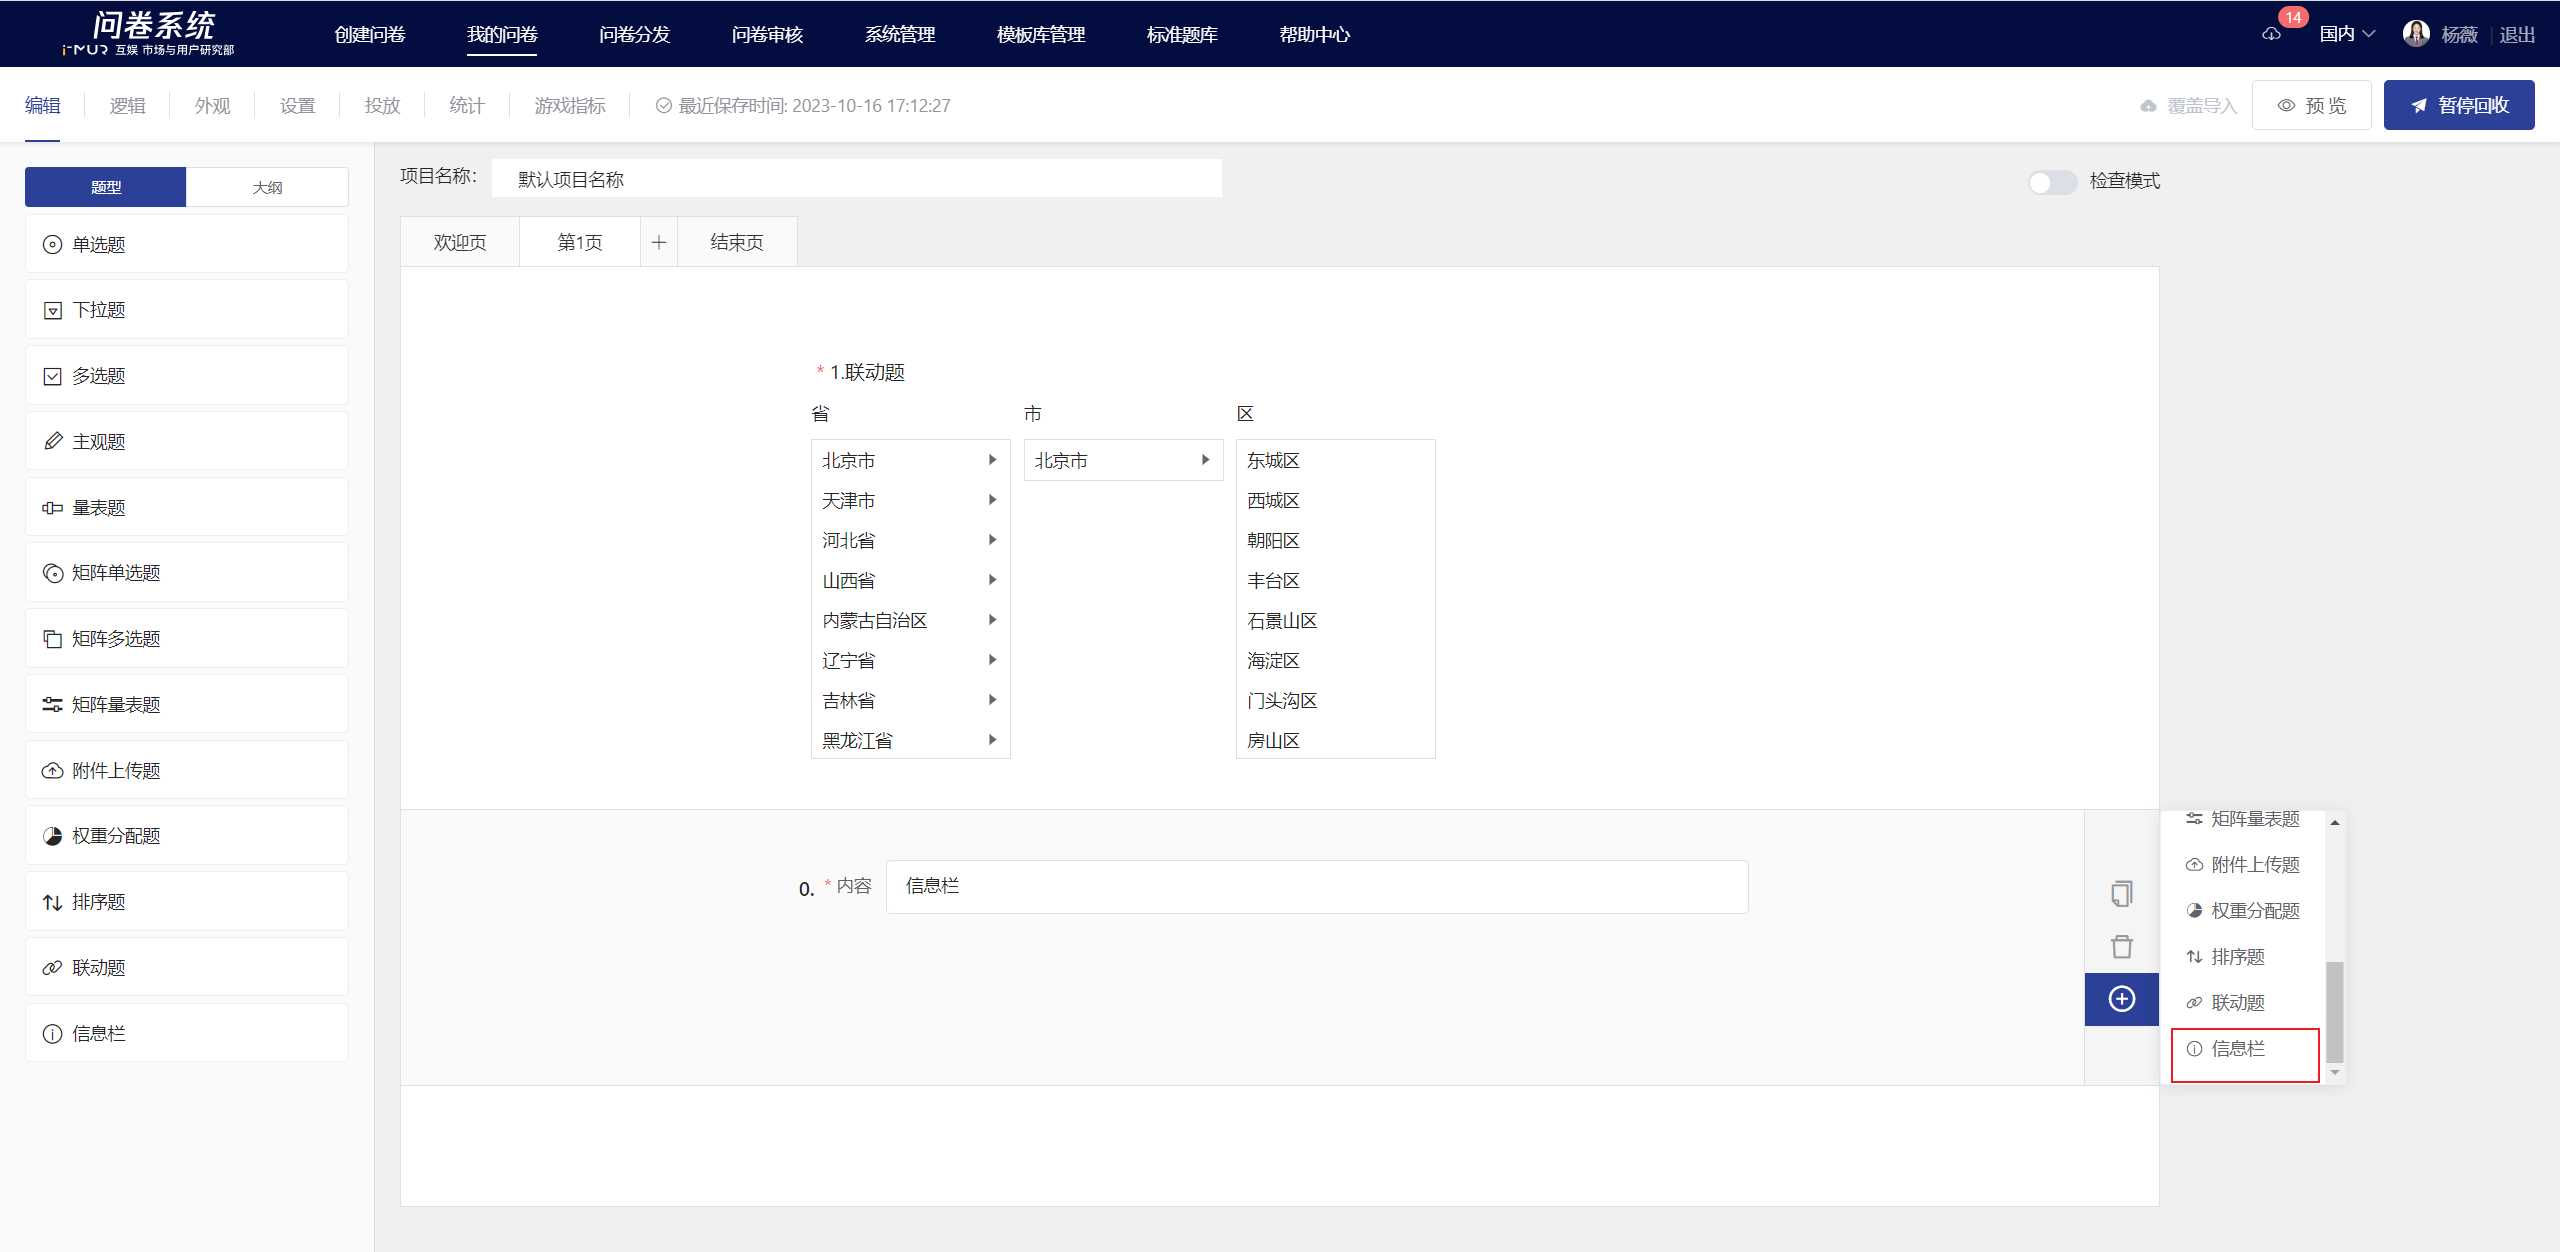 问卷系统
i-MUR 互娱 市场与用户研究部
创建问卷
我的问卷
问卷分发
问卷审核
系统管理
模板库管理
标准题库
帮助中心
14
国内
杨薇
退出
编辑
逻辑
外观
设置
投放
统计
游戏指标
最近保存时间: 2023-10-16 17:12:27
覆盖导入
预 览
暂停回收
题型
大纲
单选题
下拉题
多选题
主观题
量表题
矩阵单选题
矩阵多选题
矩阵量表题
附件上传题
权重分配题
排序题
联动题
信息栏
项目名称:
默认项目名称
检查模式
欢迎页
第1页
结束页
* 1.联动题
省
市
区
北京市
天津市
河北省
山西省
内蒙古自治区
辽宁省
吉林省
黑龙江省
北京市
东城区
西城区
朝阳区
丰台区
石景山区
海淀区
门头沟区
房山区
0.
* 内容
信息栏
矩阵量表题
附件上传题
权重分配题
排序题
联动题
信息栏